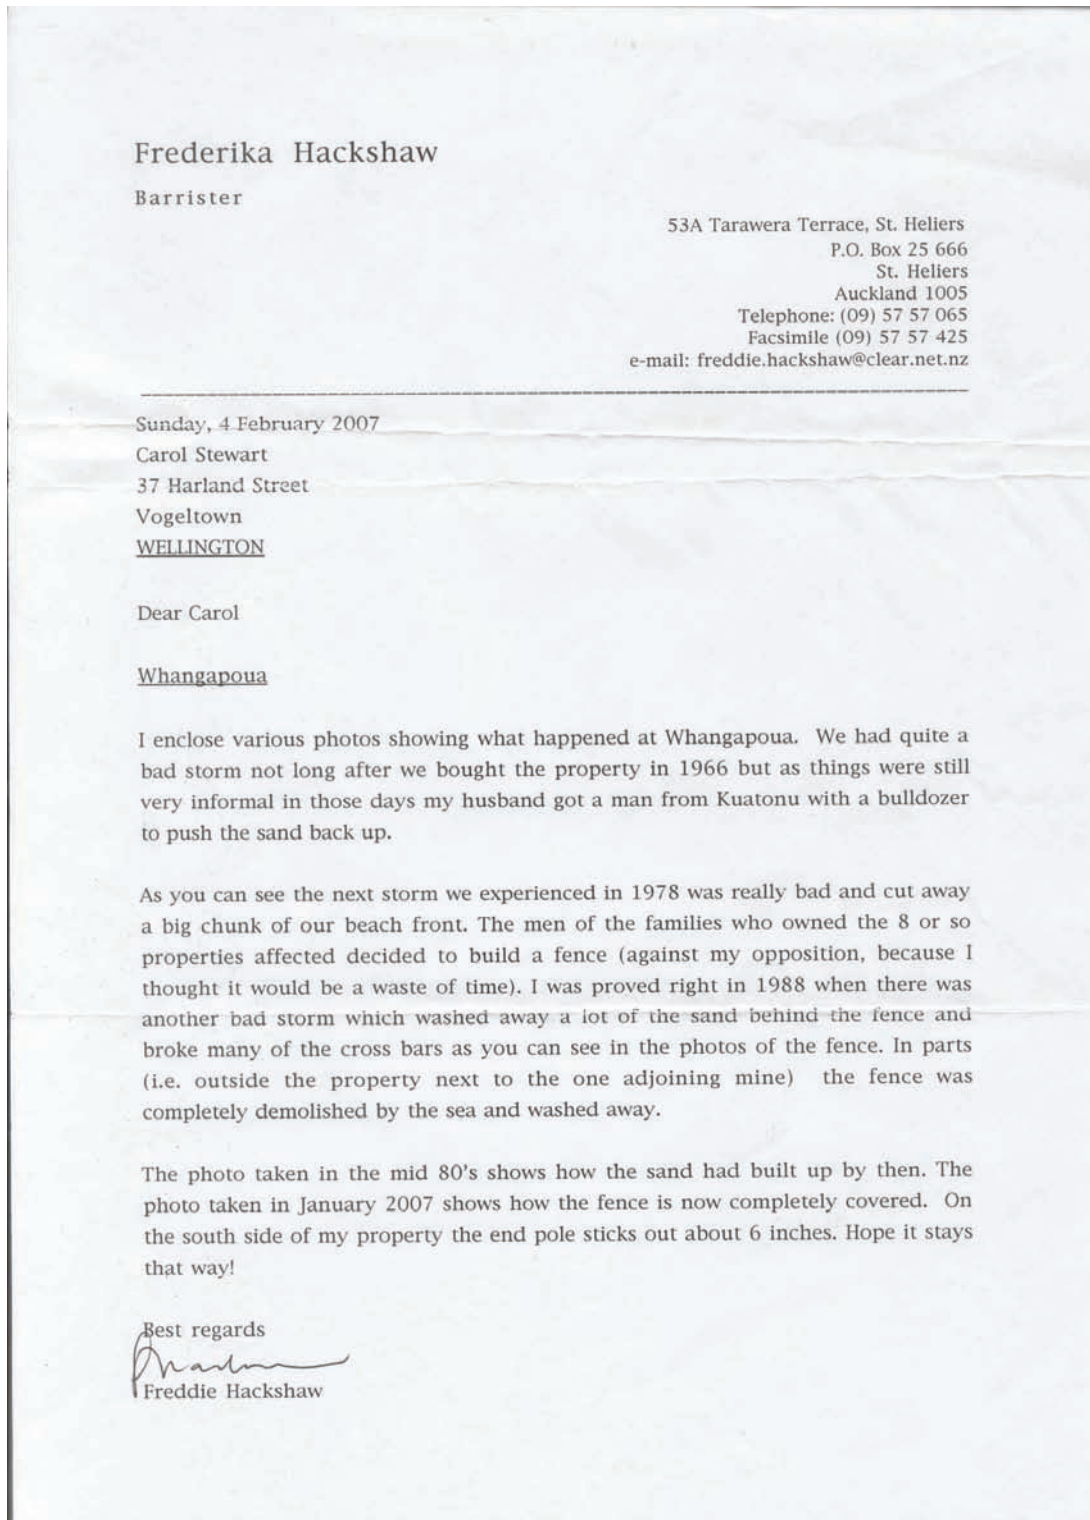 Frederika Hackshaw
Barrister
53A Tarawera Terrace, St. Heliers
P.O. Box 25 666
St. Heliers
Auckland 1005
Telephone: (09) 57 57 065
Facsimile (09) 57 57 425
e-mail: freddie.hackshaw@clear.net.nz
Sunday, 4 February 2007
Carol Stewart
37 Harland Street
Vogeltown
WELLINGTON
Dear Carol
Whangapoua
I enclose various photos showing what happened at Whangapoua. We had quite a
bad storm not long after we bought the property in 1966 but as things were still
very informal in those days my husband got a man from Kuatonu with a bulldozer
to push the sand back up.
As you can see the next storm we experienced in 1978 was really bad and cut away
a big chunk of our beach front. The men of the families who owned the 8 or so
properties affected decided to build a fence (against my opposition, because I
thought it would be a waste of time). I was proved right in 1988 when there was
another bad storm which washed away a lot of the sand behind the fence and
broke many of the cross bars as you can see in the photos of the fence. In parts
(i.e. outside the property next to the one adjoining mine) the fence was
completely demolished by the sea and washed away.
The photo taken in the mid 80's shows how the sand had built up by then. The
photo taken in January 2007 shows how the fence is now completely covered. On
the south side of my property the end pole sticks out about 6 inches. Hope it stays
that way!
Best regards
Freddie Hackshaw